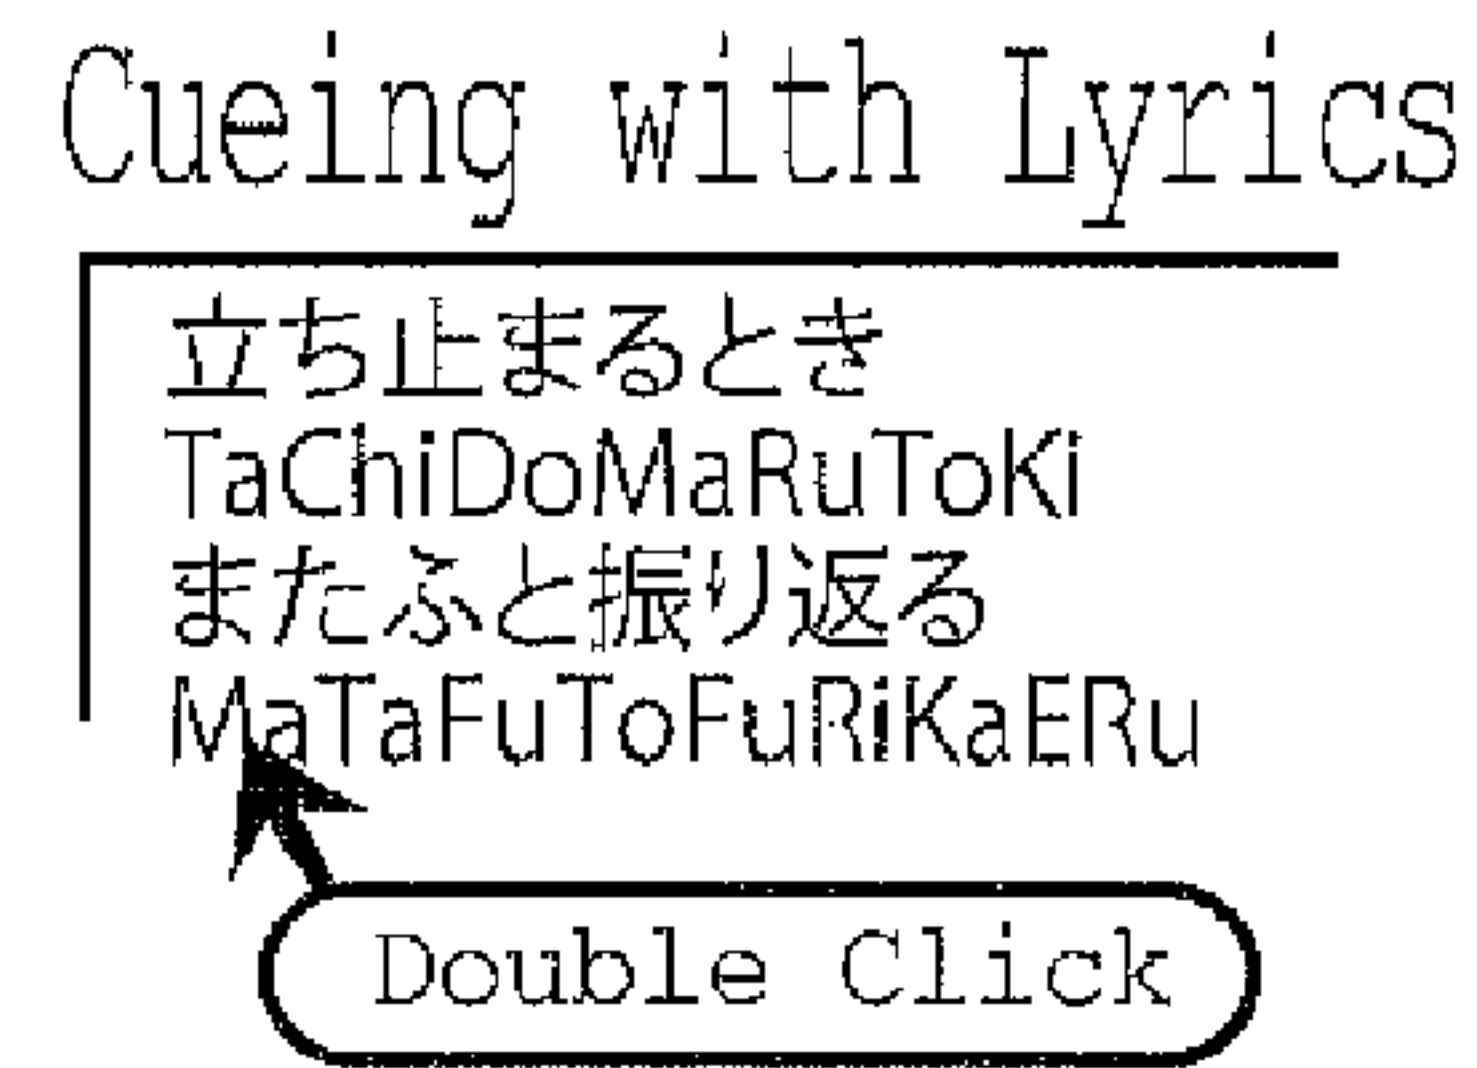 Cueing with Lyrics
立ち止まるとき
TaChiDoMaRuToKi
またふと振り返る
MaTaFuToFuRiKaERu
Double Click